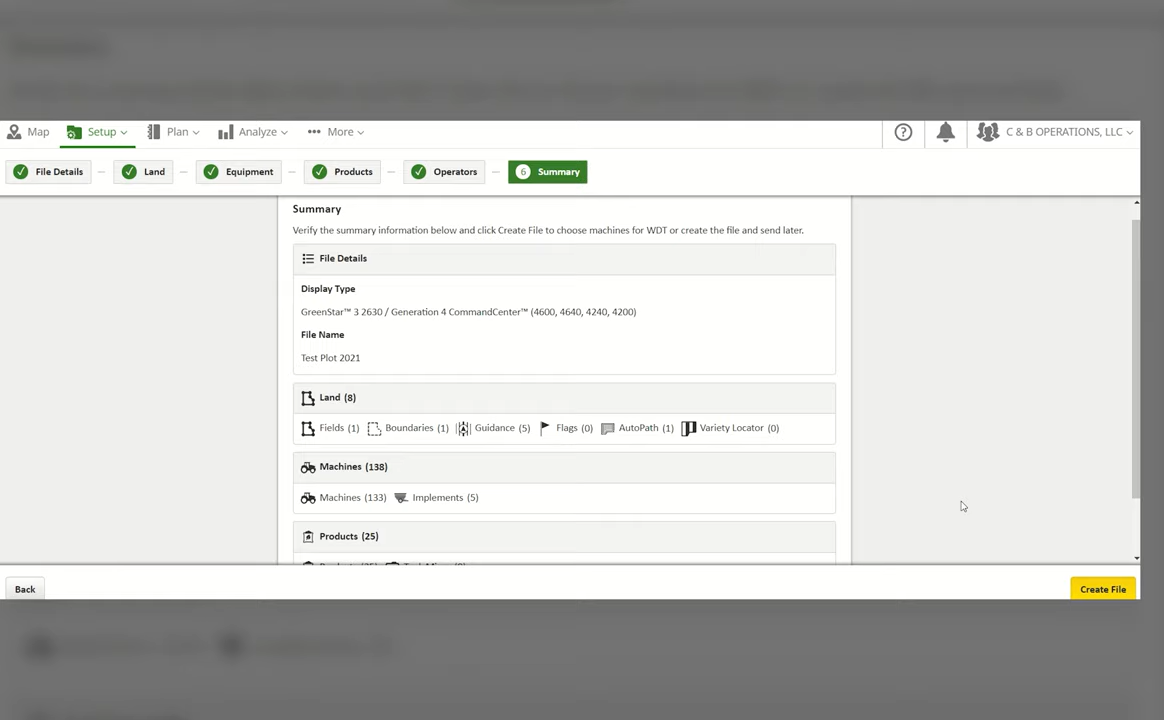 Map Setup Plan Analyze More C & B OPERATIONS, LLC
File Details Land Equipment Products Operators 6 Summary
Summary
Verify the summary information below and click Create File to choose machines for WDT or create the file and send later.
File Details
Display Type
GreenStar™ 3 2630 / Generation 4 CommandCenter™ (4600, 4640, 4240, 4200)
File Name
Test Plot 2021
Land (8)
Fields (1) Boundaries (1) Guidance (5) Flags (0) AutoPath (1) Variety Locator (0)
Machines (138)
Machines (133) Implements (5)
Products (25)
Back Create File